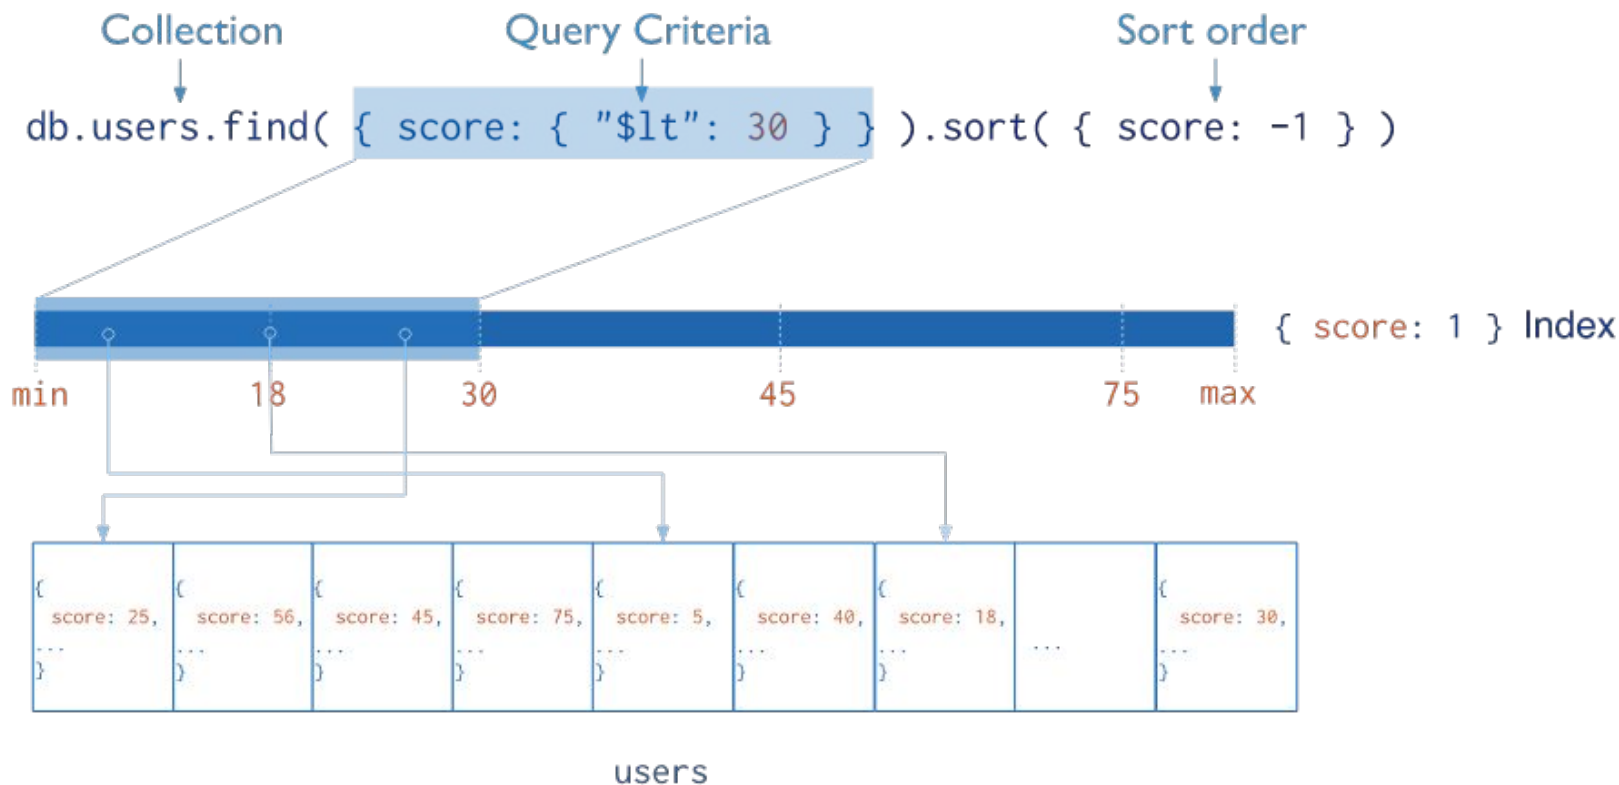 Collection Query Criteria Sort order
db.users.find( { score: { "$lt": 30 } } ).sort( { score: -1 } )
{ score: 1 } Index
min 18 30 45 75 max
{ { { { { { { {
score: 25, score: 56, score: 45, score: 75, score: 5, score: 40, score: 18, score: 30,
... ... ... ... ... ... ... ... ...
} } } } } } } }
users